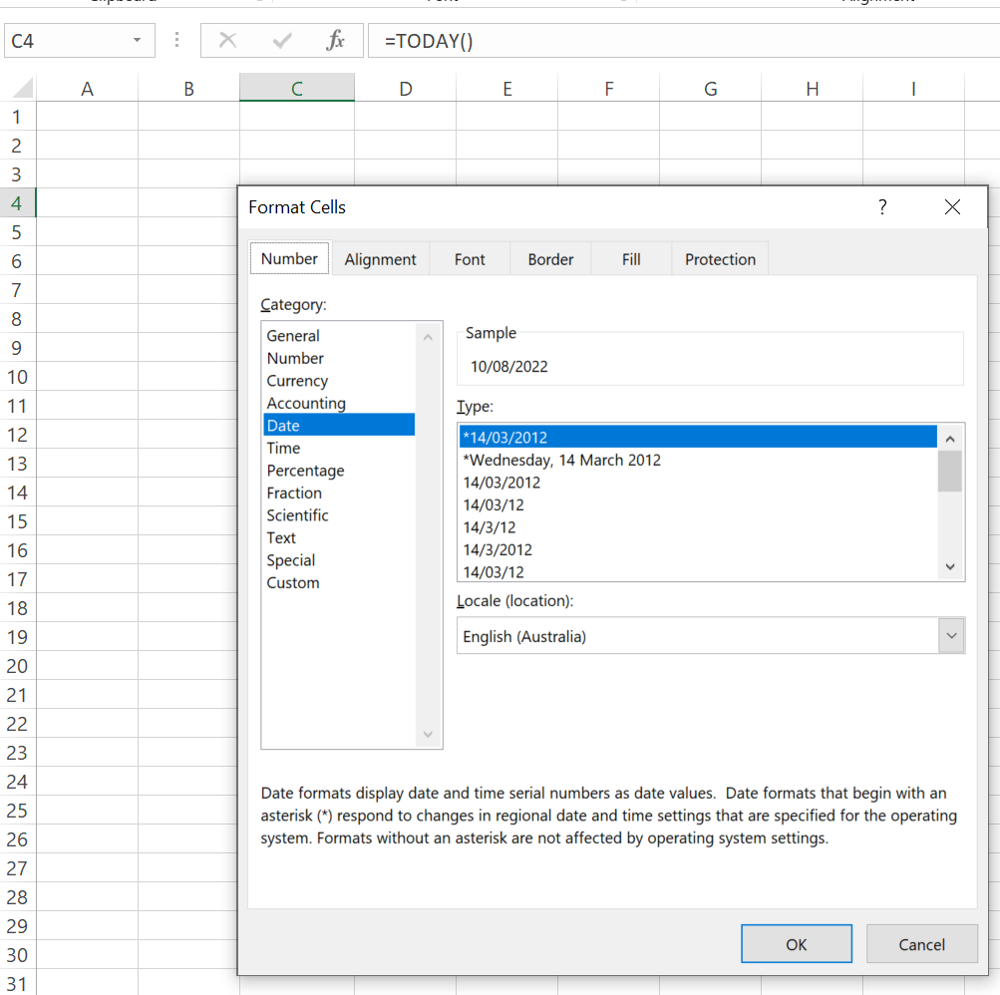 C4 fx =TODAY()
A B C D E F G H I
1
2
3
4
5
6
7
8
9
10
11
12
13
14
15
16
17
18
19
20
21
22
23
24
25
26
27
28
29
30
31
Format Cells ?
Number Alignment Font Border Fill Protection
Category:
General
Number
Currency
Accounting
Date
Time
Percentage
Fraction
Scientific
Text
Special
Custom
Sample
10/08/2022
Type:
*14/03/2012
*Wednesday, 14 March 2012
14/03/2012
14/03/12
14/3/12
14/3/2012
14/03/12
Locale (location):
English (Australia)
Date formats display date and time serial numbers as date values.  Date formats that begin with an
asterisk (*) respond to changes in regional date and time settings that are specified for the operating
system. Formats without an asterisk are not affected by operating system settings.
OK Cancel